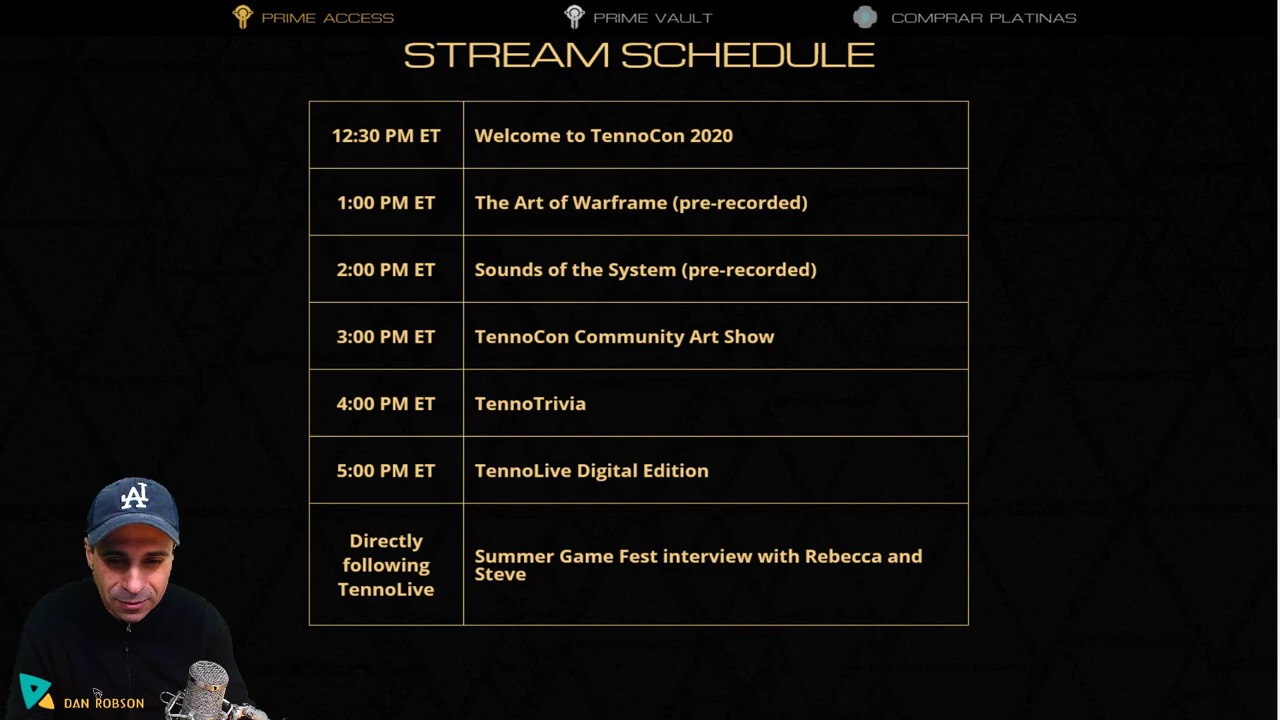 PRIME ACCESS
PRIME VAULT
COMPRAR PLATINAS
STREAM SCHEDULE
12:30 PM ET
Welcome to TennoCon 2020
1:00 PM ET
The Art of Warframe (pre-recorded)
2:00 PM ET
Sounds of the System (pre-recorded)
3:00 PM ET
TennoCon Community Art Show
4:00 PM ET
TennoTrivia
5:00 PM ET
TennoLive Digital Edition
Directly
following
TennoLive
Summer Game Fest interview with Rebecca and
Steve
DAN ROBSON